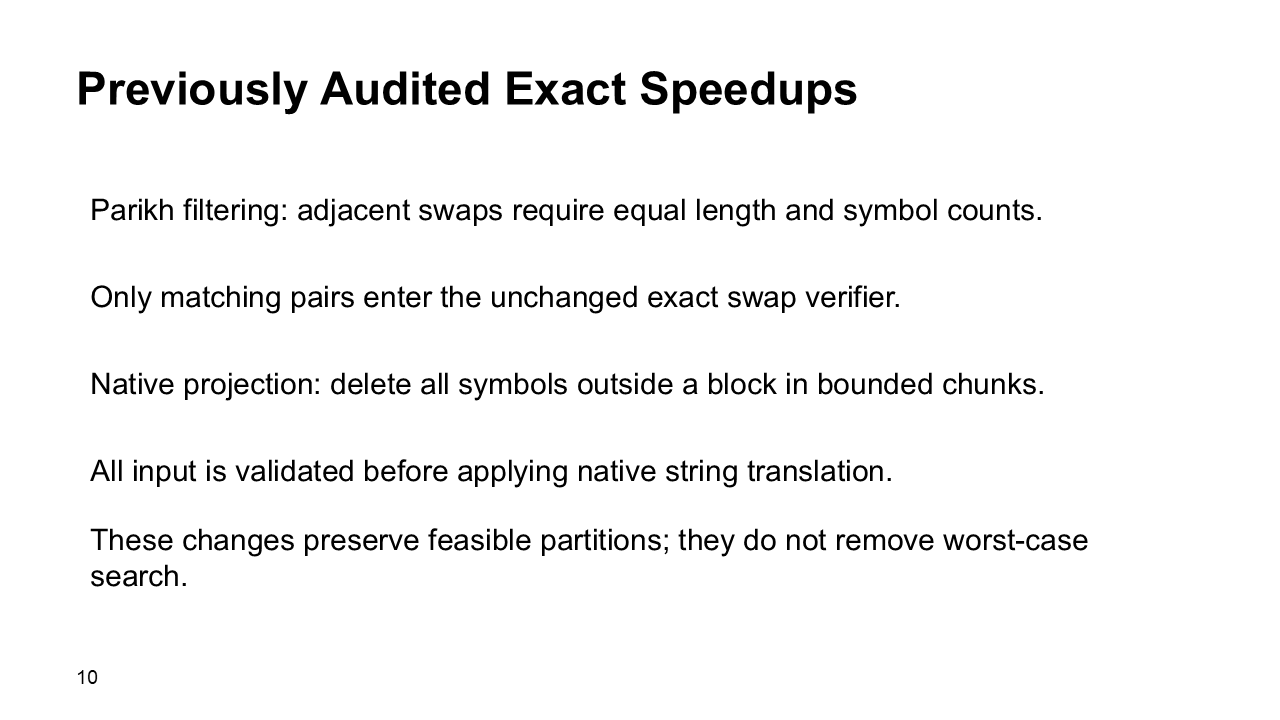 Previously Audited Exact Speedups
Parikh filtering: adjacent swaps require equal length and symbol counts.
Only matching pairs enter the unchanged exact swap verifier.
Native projection: delete all symbols outside a block in bounded chunks.
All input is validated before applying native string translation.
These changes preserve feasible partitions; they do not remove worst-case
search.
10